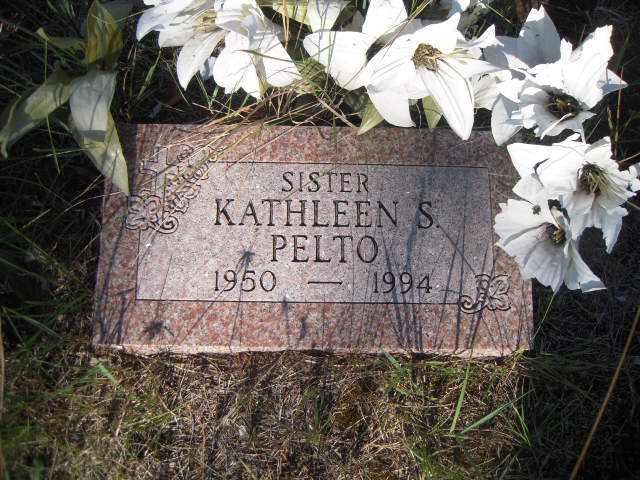 SISTER
KATHLEEN S.
PELTO
1950 — 1994